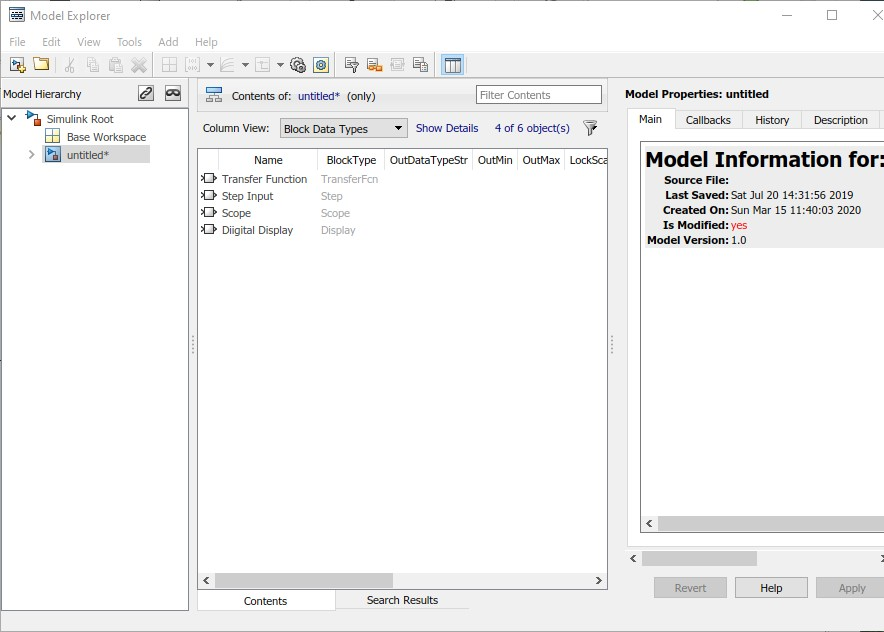 Model Explorer
File Edit View Tools Add Help
Model Hierarchy
Simulink Root
Base Workspace
untitled*
Contents of: untitled* (only)
Filter Contents
Column View: Block Data Types Show Details 4 of 6 object(s)
Name BlockType OutDataTypeStr OutMin OutMax LockSca
Transfer Function TransferFcn
Step Input Step
Scope Scope
Diigital Display Display
Contents Search Results
Model Properties: untitled
Main Callbacks History Description
Model Information for:
Source File:
Last Saved: Sat Jul 20 14:31:56 2019
Created On: Sun Mar 15 11:40:03 2020
Is Modified: yes
Model Version: 1.0
Revert Help Apply